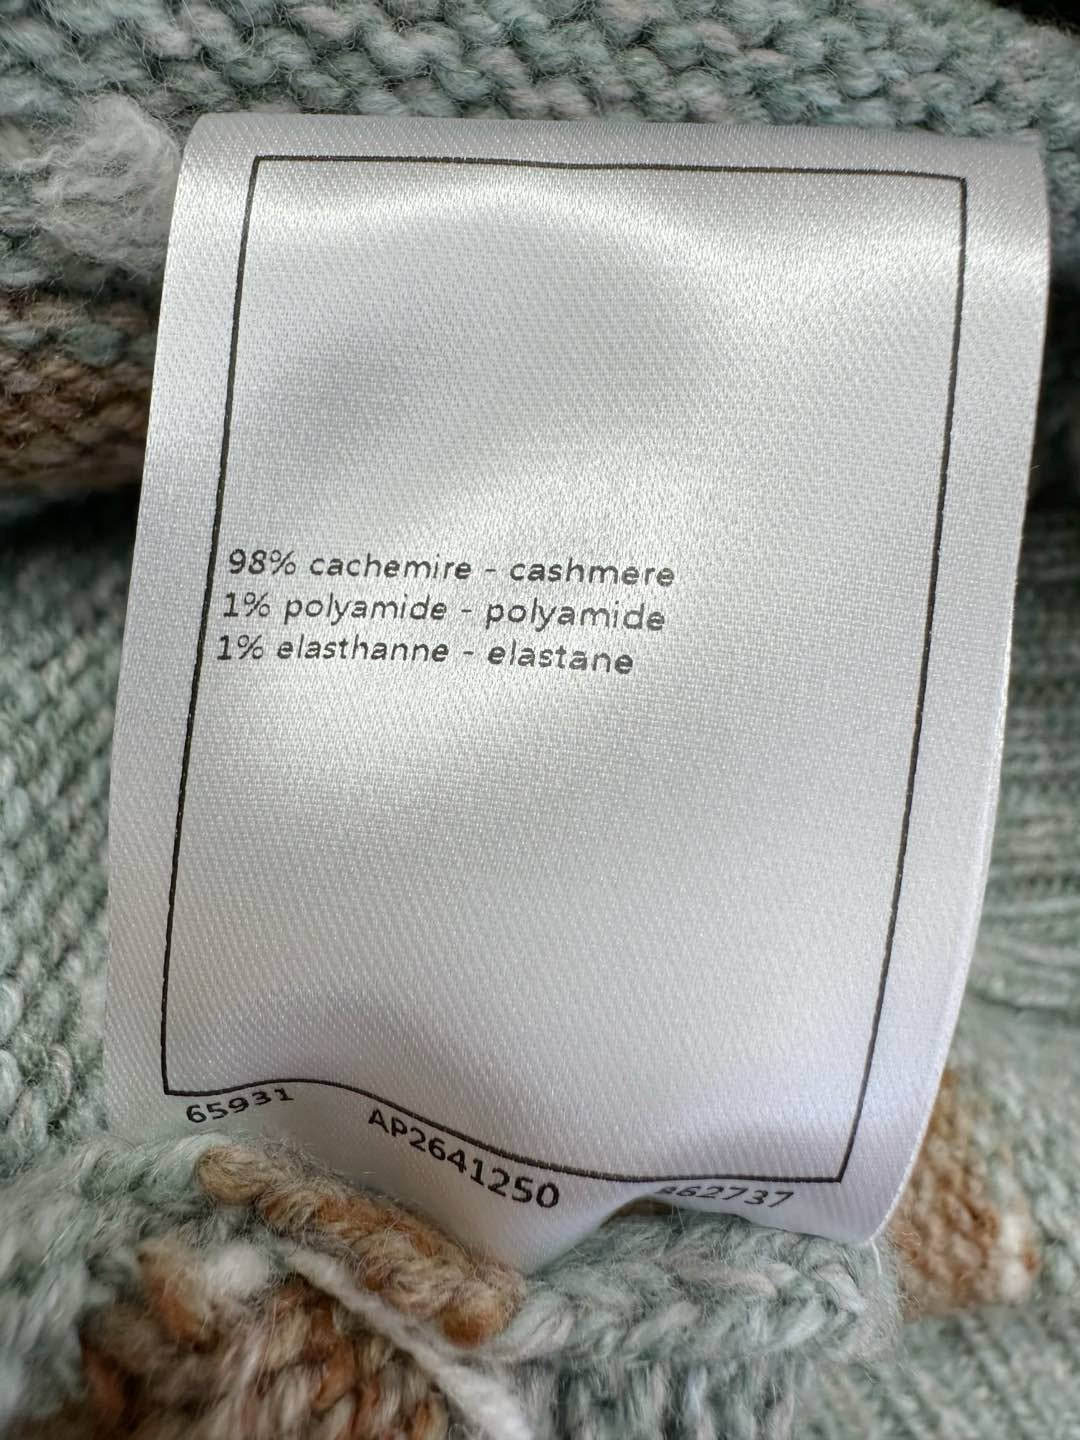 98% cachemire - cashmere
1% polyamide - polyamide
1% elasthanne - elastane
65931 AP2641250